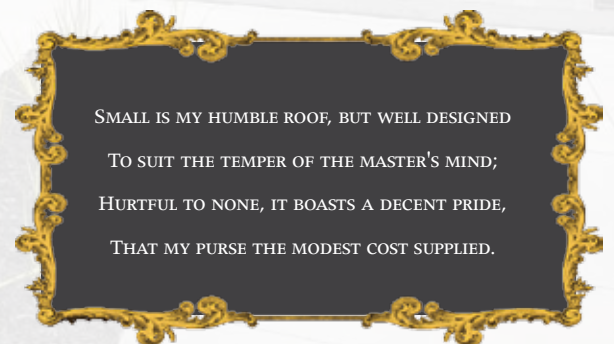 Small is my humble roof, but well designed
To suit the temper of the master's mind;
Hurtful to none, it boasts a decent pride,
That my purse the modest cost supplied.